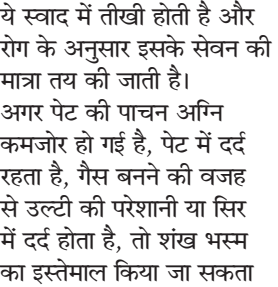 ये स्वाद में तीखी होती है और
रोग के अनुसार इसके सेवन की
मात्रा तय की जाती है।
अगर पेट की पाचन अग्नि
कमजोर हो गई है, पेट में दर्द
रहता है, गैस बनने की वजह
से उल्टी की परेशानी या सिर
में दर्द होता है, तो शंख भस्म
का इस्तेमाल किया जा सकता